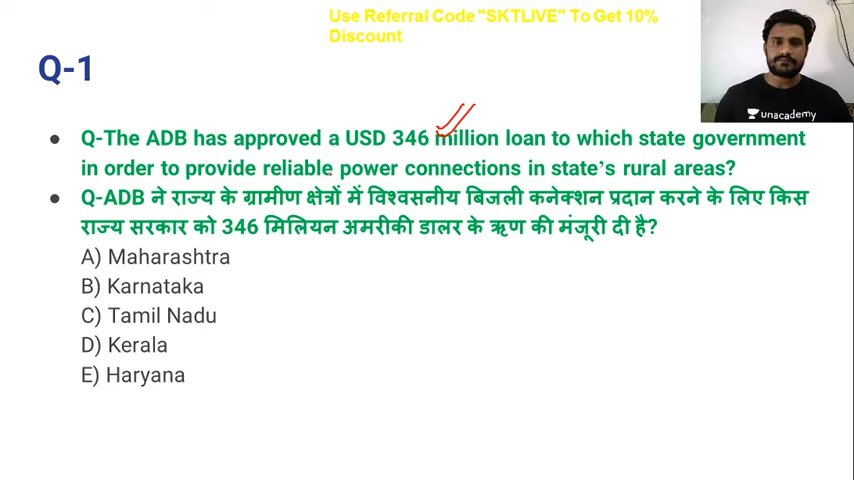 Use Referral Code "SKTLIVE" To Get 10%
Discount
Q-1
unacademy
● Q-The ADB has approved a USD 346 million loan to which state government
in order to provide reliable power connections in state's rural areas?
● Q-ADB ने राज्य के ग्रामीण क्षेत्रों में विश्वसनीय बिजली कनेक्शन प्रदान करने के लिए किस
राज्य सरकार को 346 मिलियन अमरीकी डालर के ऋण की मंजूरी दी है?
A) Maharashtra
B) Karnataka
C) Tamil Nadu
D) Kerala
E) Haryana